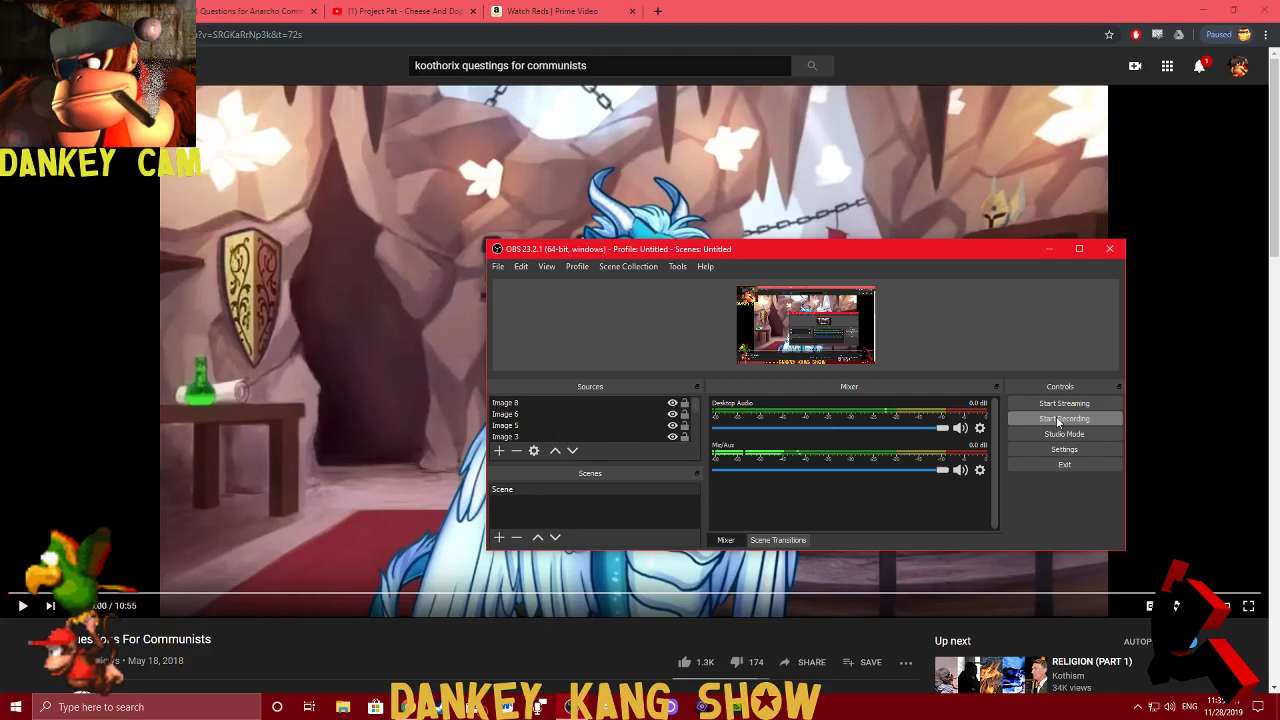 Questions for Anarcho Comm
(1) Project Pat - Cheese And Dop
Watch Reds | Prime Video
?v=SRGKaRrNp3k&t=72s
Paused
DANKEY CAM
koothorix questings for communists
1
OBS 23.2.1 (64-bit, windows) - Profile: Untitled - Scenes: Untitled
File Edit View Profile Scene Collection Tools Help
Sources
Mixer
Controls
Image 8
Image 6
Image 5
Image 3
Desktop Audio 0.0 dB
Mic/Aux 0.0 dB
Start Streaming
Start Recording
Studio Mode
Settings
Exit
Scenes
Scene
Mixer
Scene Transitions
:00 / 10:55
uestions For Communists
May 18, 2018
1.3K
174
SHARE
SAVE
Up next
AUTOP
RELIGION (PART 1)
Kothism
34K views
DANKEY KANG SHOW
Type here to search
ENG
11/28/2019